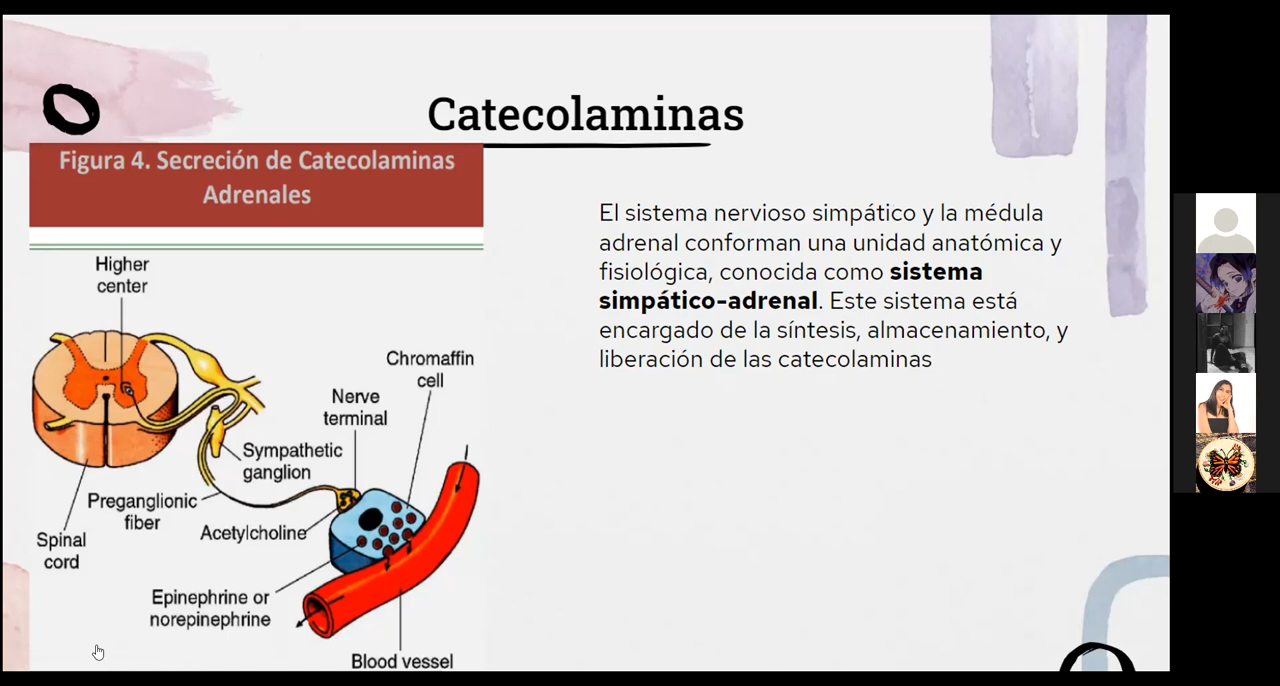 Catecolaminas
Figura 4. Secreción de Catecolaminas
Adrenales
El sistema nervioso simpático y la médula
adrenal conforman una unidad anatómica y
fisiológica, conocida como sistema
simpático-adrenal. Este sistema está
encargado de la síntesis, almacenamiento, y
liberación de las catecolaminas
Higher
center
Chromaffin
cell
Nerve
terminal
Sympathetic
ganglion
Preganglionic
fiber
Acetylcholine
Spinal
cord
Epinephrine or
norepinephrine
Blood vessel